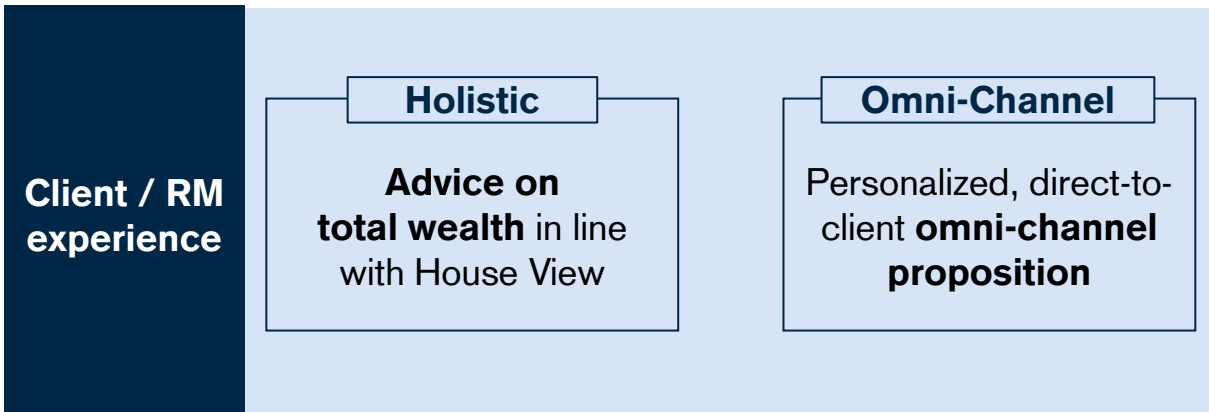 Client / RM
experience
Holistic
Advice on
total wealth in line
with House View
Omni-Channel
Personalized, direct-to-
client omni-channel
proposition